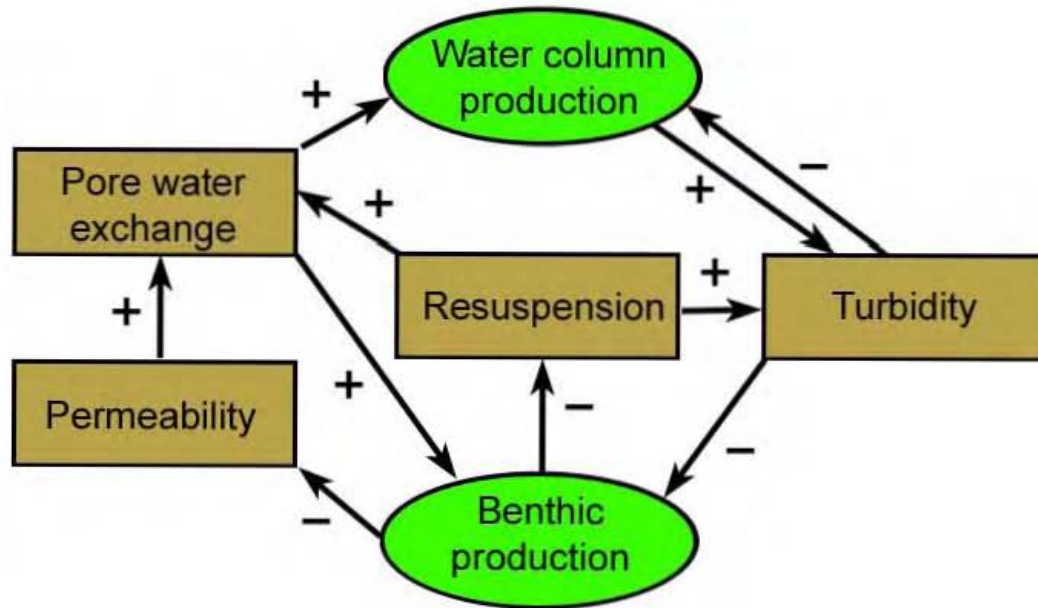 Water column
production
+
+
−
Pore water
exchange
+
Resuspension
+
Turbidity
+
Permeability
+
−
−
−
Benthic
production